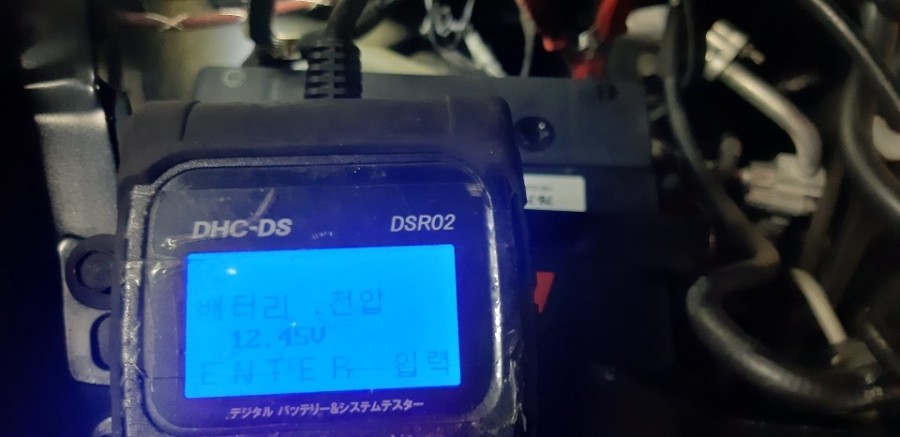 DHC-DS DSR02
배터리 전압
12.45V
ENTER 입력
デジタル バッテリー&システムテスター